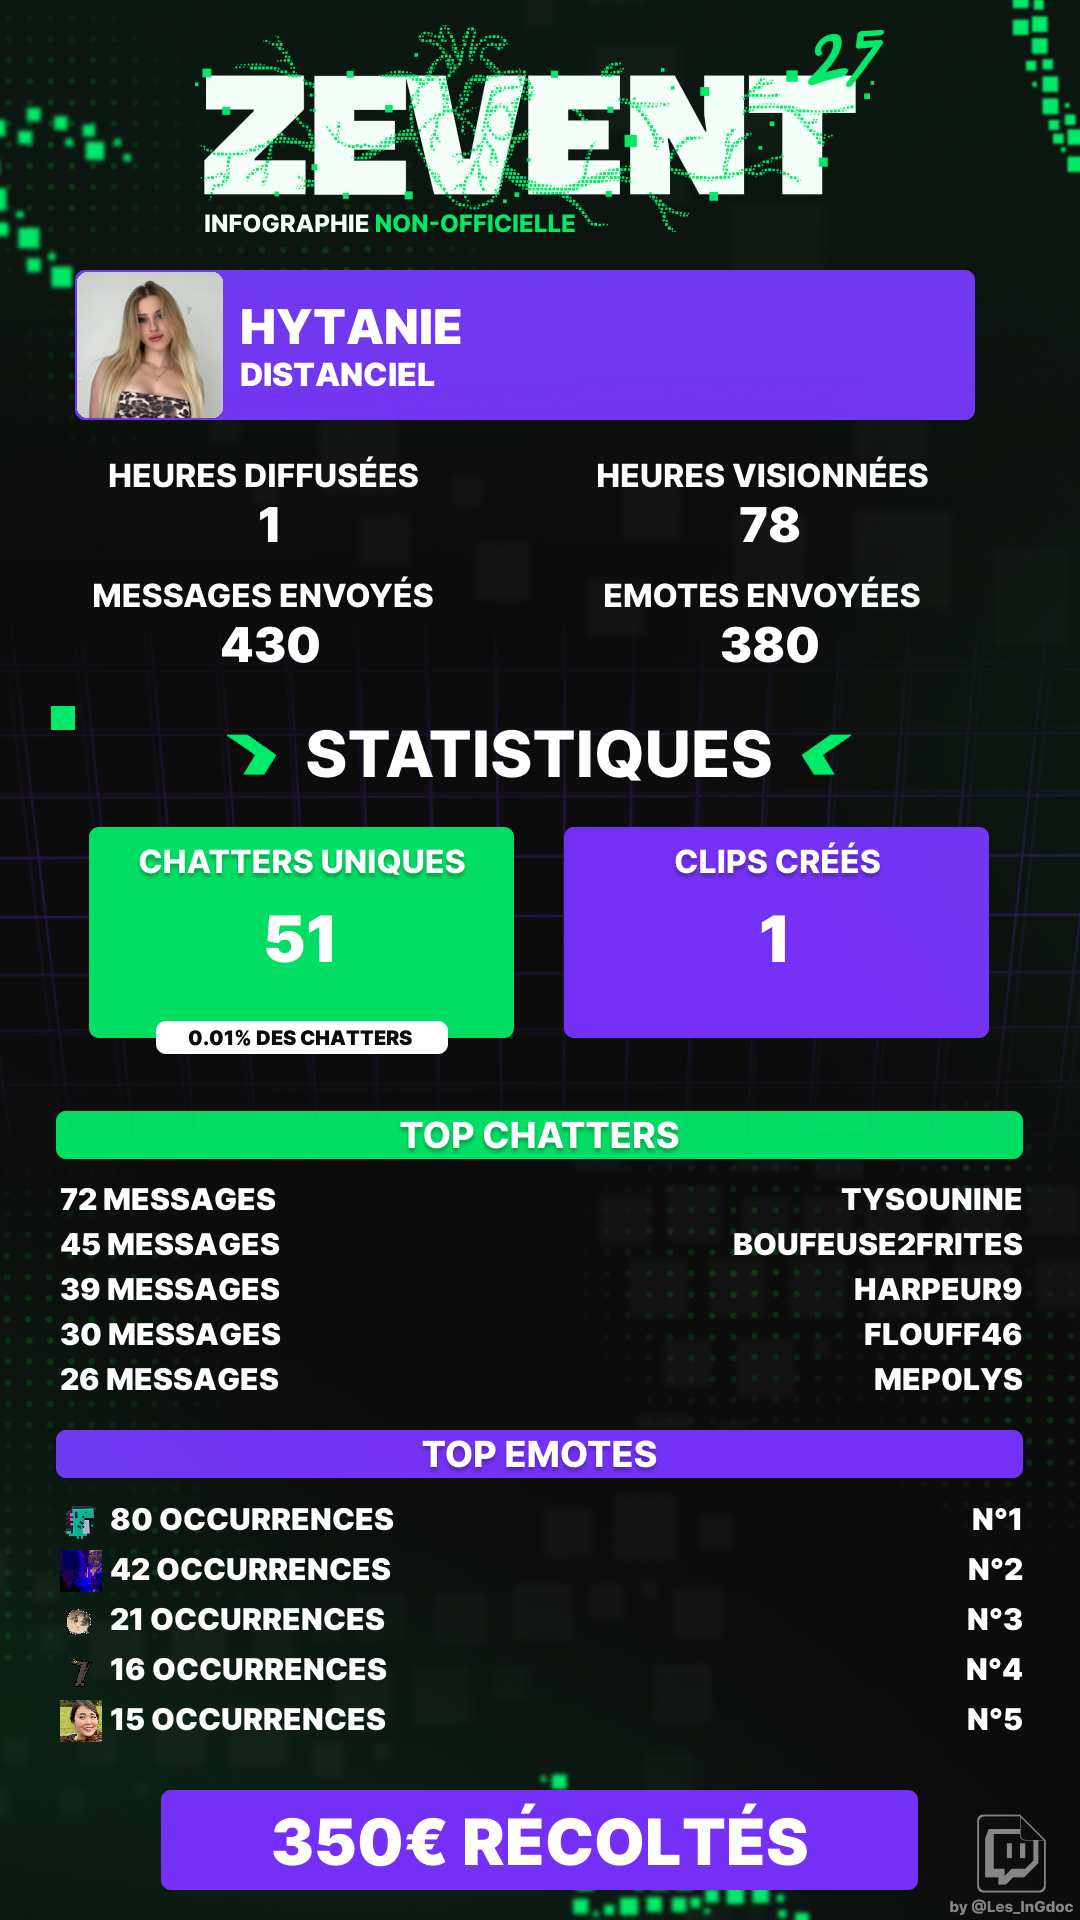 ZEVENT 25
INFOGRAPHIE NON-OFFICIELLE
HYTANIE
DISTANCIEL
HEURES DIFFUSÉES
1
HEURES VISIONNÉES
78
MESSAGES ENVOYÉS
430
EMOTES ENVOYÉES
380
STATISTIQUES
CHATTERS UNIQUES
51
0.01% DES CHATTERS
CLIPS CRÉÉS
1
TOP CHATTERS
72 MESSAGES TYSOUNINE
45 MESSAGES BOUFEUSE2FRITES
39 MESSAGES HARPEUR9
30 MESSAGES FLOUFF46
26 MESSAGES MEP0LYS
TOP EMOTES
80 OCCURRENCES N°1
42 OCCURRENCES N°2
21 OCCURRENCES N°3
16 OCCURRENCES N°4
15 OCCURRENCES N°5
350€ RÉCOLTÉS
by @Les_InGdoc